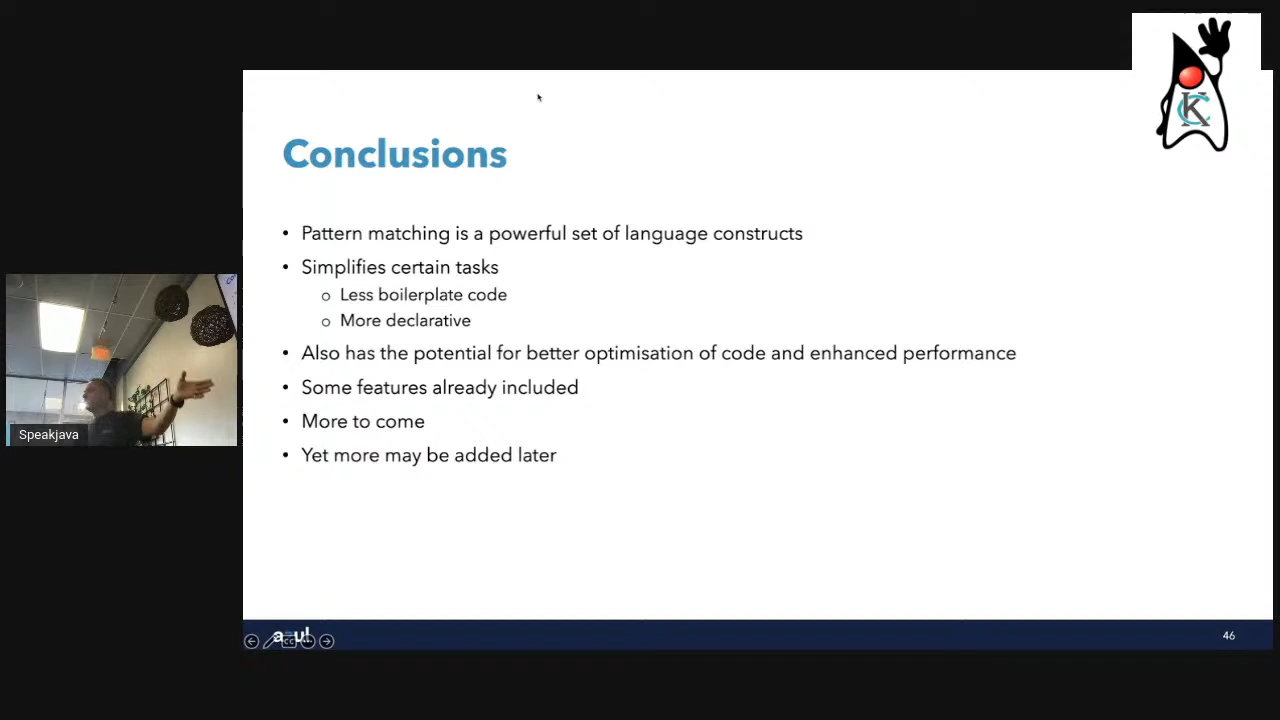 Conclusions
• Pattern matching is a powerful set of language constructs
• Simplifies certain tasks
o Less boilerplate code
o More declarative
• Also has the potential for better optimisation of code and enhanced performance
• Some features already included
• More to come
• Yet more may be added later
Speakjava
KC
azul
46